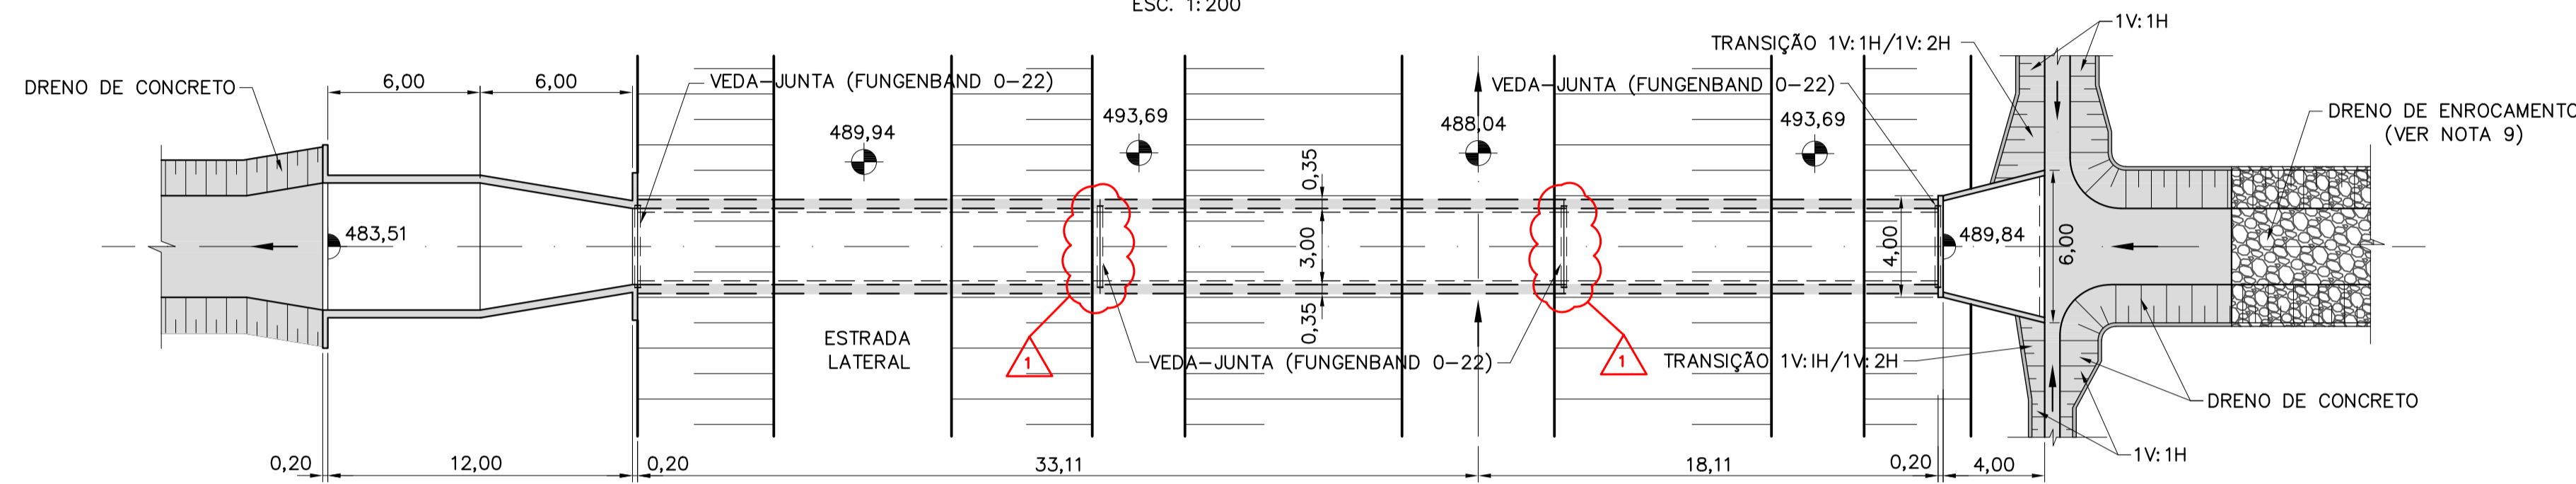 ESC. 1:200
1V:1H
TRANSIÇÃO 1V:1H/1V:2H
DRENO DE CONCRETO
6,00
6,00
VEDA-JUNTA (FUNGENBAND 0-22)
VEDA-JUNTA (FUNGENBAND 0-22)
DRENO DE ENROCAMENTO
(VER NOTA 9)
489,94
493,69
488,04
493,69
0,35
483,51
3,00
4,00
489,84
6,00
0,35
ESTRADA
LATERAL
1
VEDA-JUNTA (FUNGENBAND 0-22)
1
TRANSIÇÃO 1V:IH/1V:2H
DRENO DE CONCRETO
0,20
12,00
0,20
33,11
18,11
0,20
4,00
1V:1H